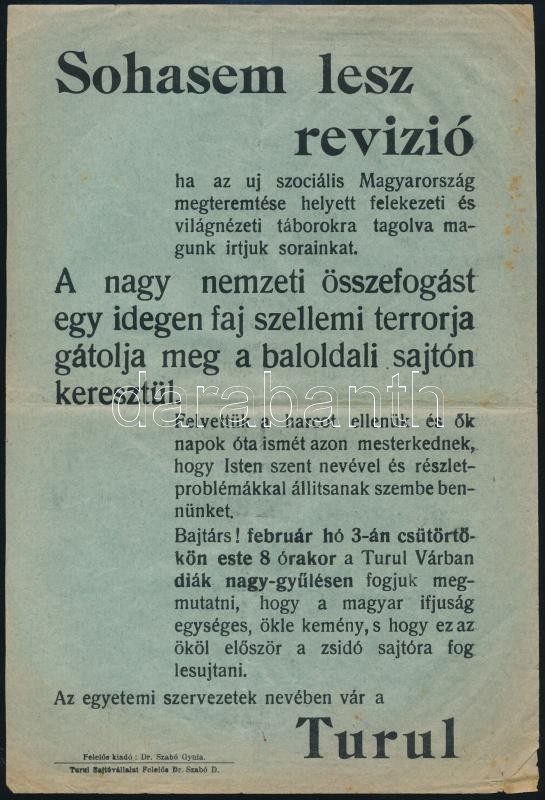 Sohasem lesz
revizió
ha az uj szociális Magyarország
megteremtése helyett felekezeti és
világnézeti táborokra tagolva ma-
gunk irtjuk sorainkat.
A nagy nemzeti összefogást
egy idegen faj szellemi terrorja
gátolja meg a baloldali sajtón
keresztül.
darabanth
Felvettük a harcot ellenük és ők
napok óta ismét azon mesterkednek,
hogy Isten szent nevével és részlet-
problémákkal állitsanak szembe ben-
nünket.
Bajtárs! február hó 3-án csütörtö-
kön este 8 órakor a Turul Várban
diák nagy-gyűlésen fogjuk meg-
mutatni, hogy a magyar ifjuság
egységes, ökle kemény, s hogy ez az
ököl először a zsidó sajtóra fog
lesujtani.
Az egyetemi szervezetek nevében vár a
Turul
Felelős kiadó: Dr. Szabó Gyula.
Turul Sajtóvállalat Felelős Dr. Szabó D.